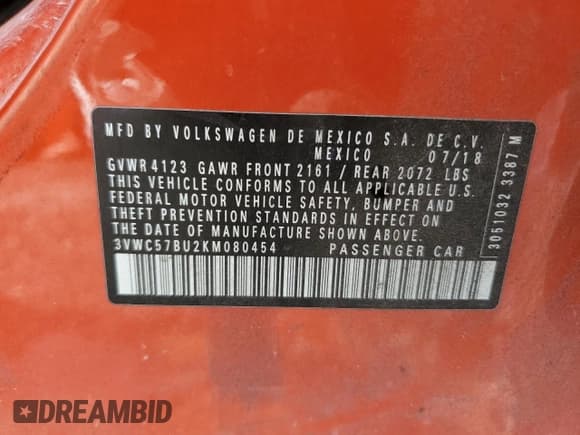 MFD BY VOLKSWAGEN DE MEXICO S.A. DE C.V.
MEXICO 07/18
GVWR 4123 GAWR FRONT 2161 / REAR 2072 LBS
THIS VEHICLE CONFORMS TO ALL APPLICABLE U.S.
FEDERAL MOTOR VEHICLE SAFETY, BUMPER AND
THEFT PREVENTION STANDARDS IN EFFECT ON
THE DATE OF MANUFACTURE SHOWN ABOVE.
3VWC57BU2KM080454 PASSENGER CAR
3051032 3387 M
DREAMBID